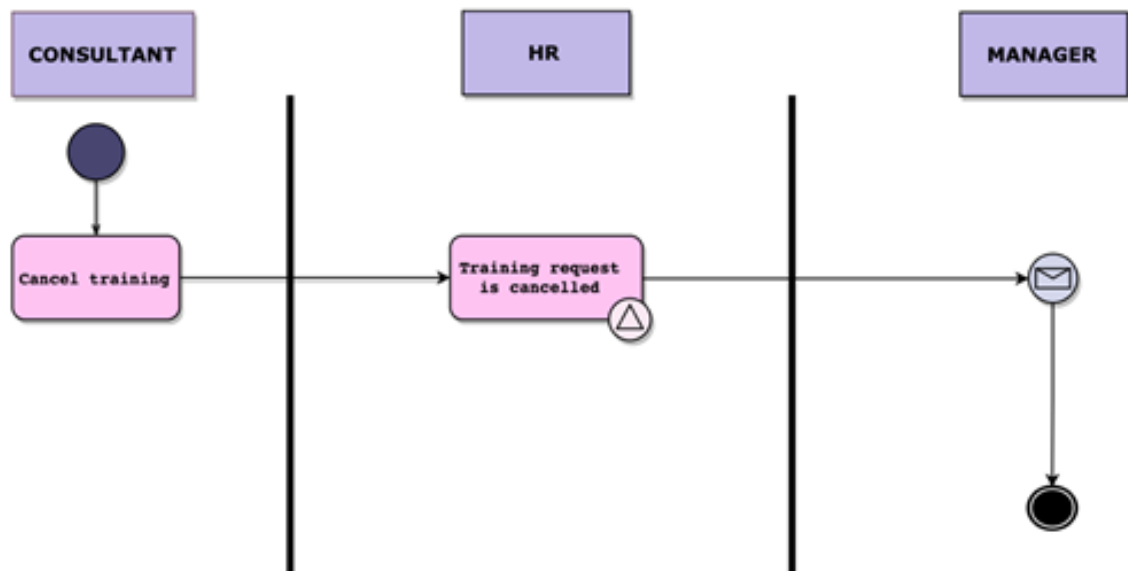 CONSULTANT
HR
MANAGER
Cancel training
Training request
is cancelled